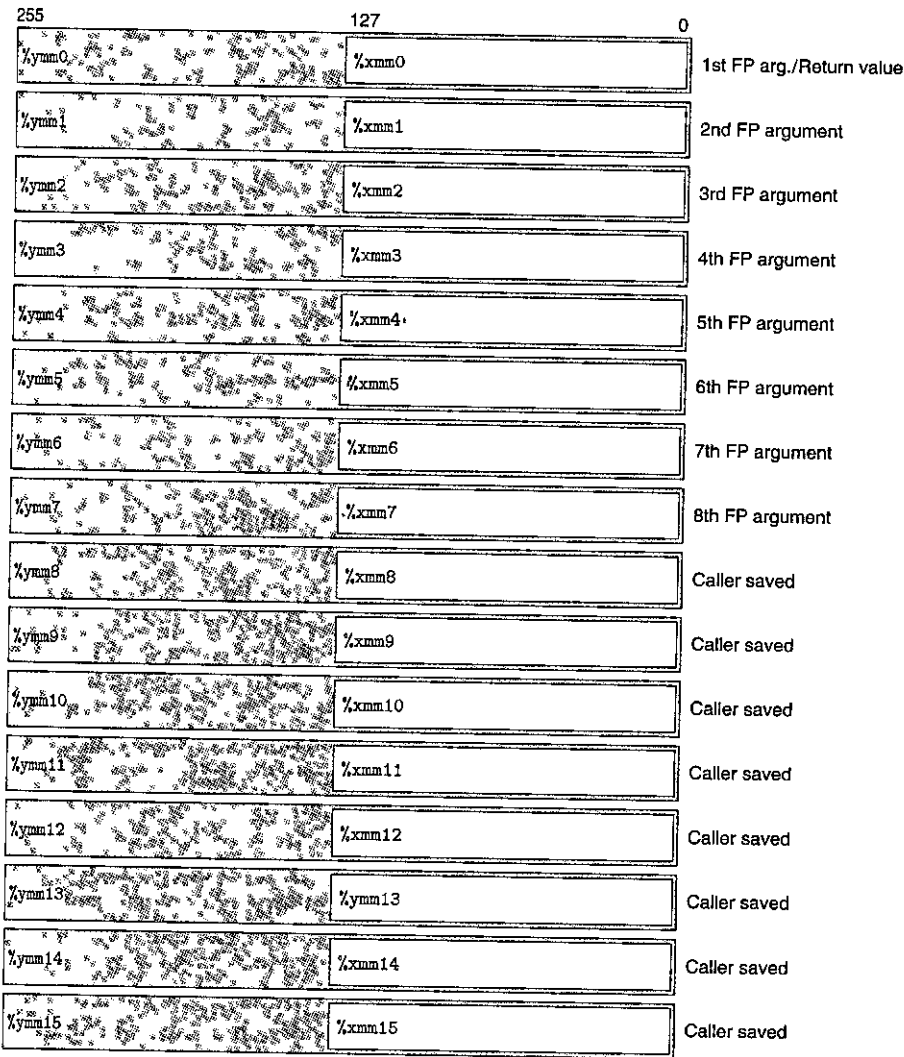 255 127 0
%ymm0 %xmm0 1st FP arg./Return value
%ymm1 %xmm1 2nd FP argument
%ymm2 %xmm2 3rd FP argument
%ymm3 %xmm3 4th FP argument
%ymm4 %xmm4 5th FP argument
%ymm5 %xmm5 6th FP argument
%ymm6 %xmm6 7th FP argument
%ymm7 %xmm7 8th FP argument
%ymm8 %xmm8 Caller saved
%ymm9 %xmm9 Caller saved
%ymm10 %xmm10 Caller saved
%ymm11 %xmm11 Caller saved
%ymm12 %xmm12 Caller saved
%ymm13 %ymm13 Caller saved
%ymm14 %xmm14 Caller saved
%ymm15 %xmm15 Caller saved